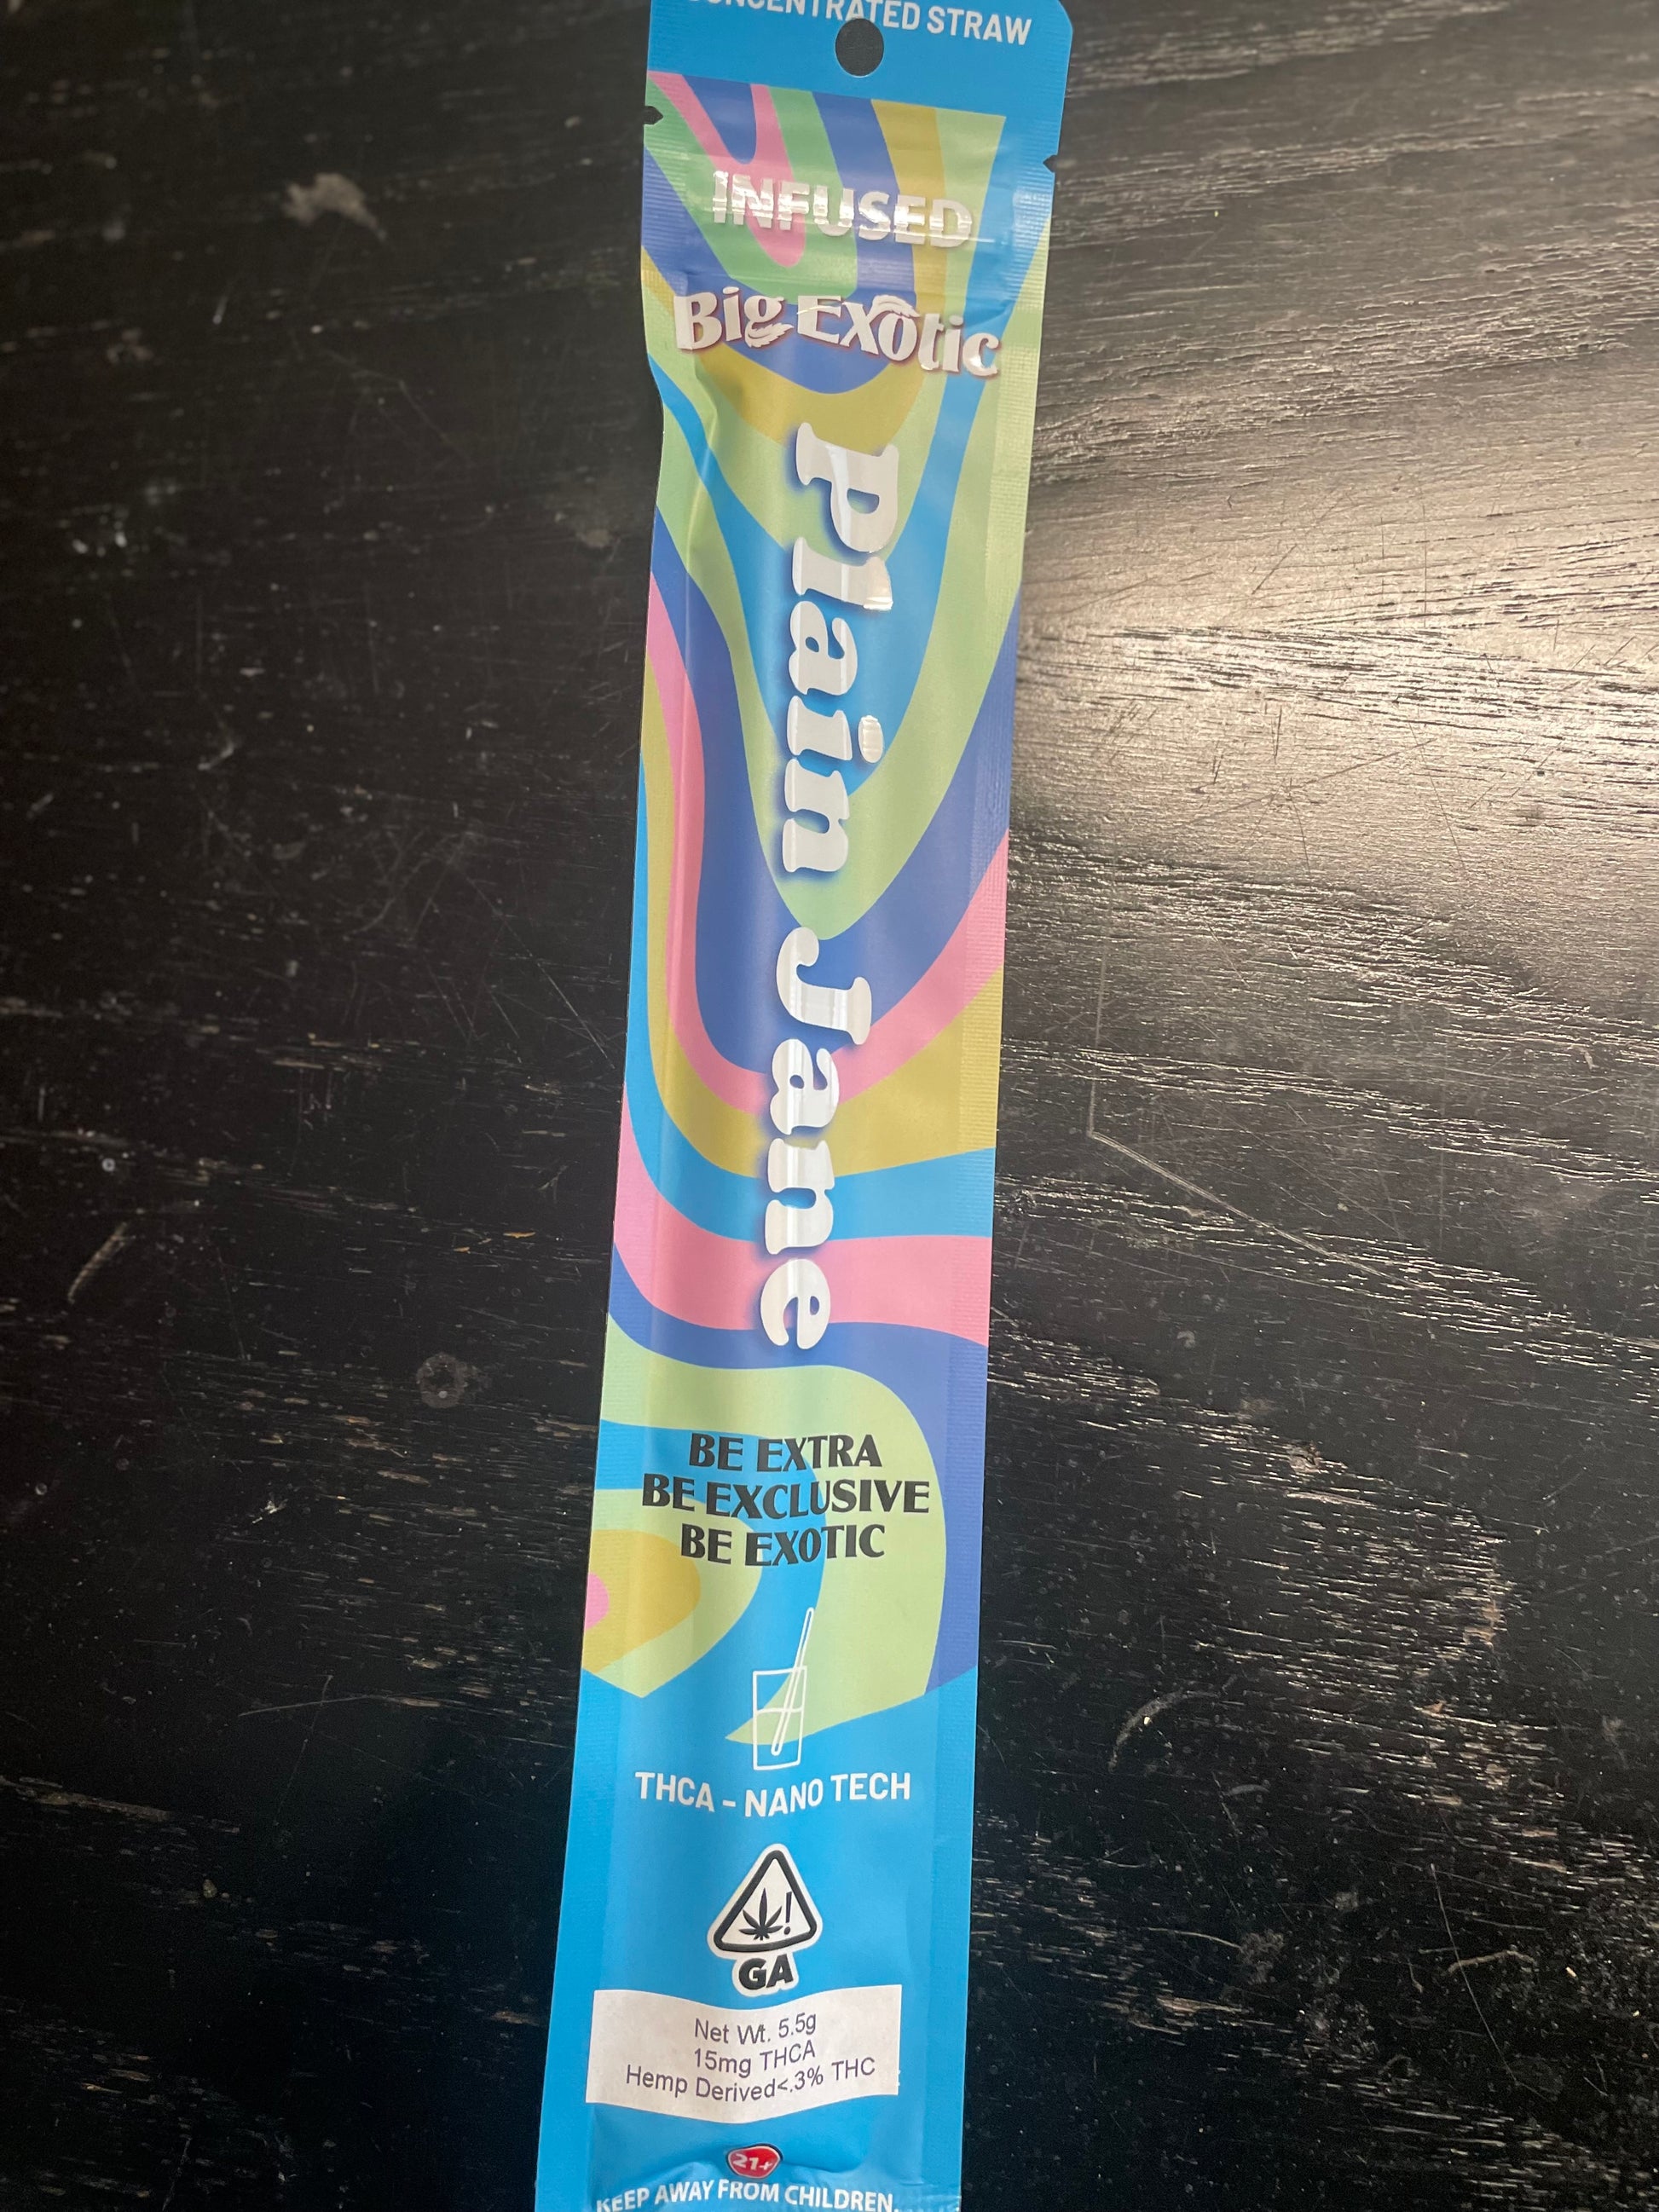 CONCENTRATED STRAW
INFUSED
Big Exotic
Plain Jane
BE EXTRA
BE EXCLUSIVE
BE EXOTIC
THCA - NANO TECH
!
GA
Net Wt. 5.5g
15mg THCA
Hemp Derived<.3% THC
21+
KEEP AWAY FROM CHILDREN.